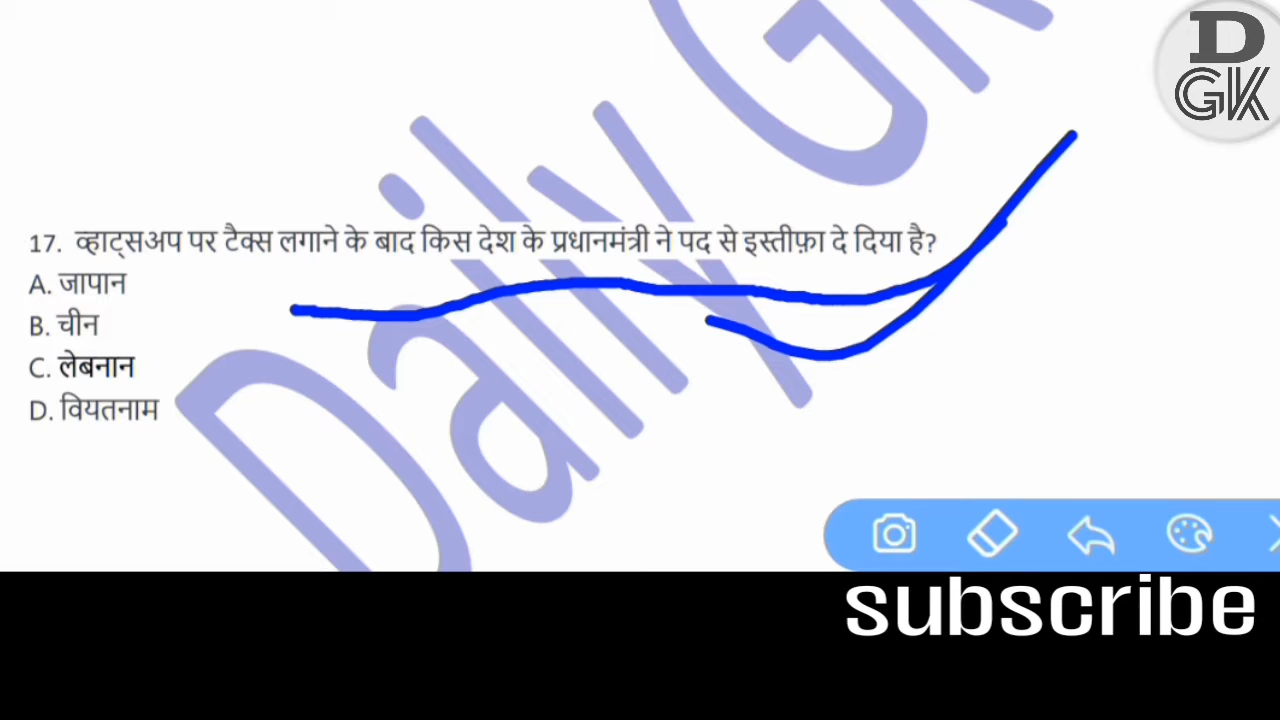 D
GK
Daily GK
17. व्हाट्सअप पर टैक्स लगाने के बाद किस देश के प्रधानमंत्री ने पद से इस्तीफ़ा दे दिया है?
A. जापान
B. चीन
C. लेबनान
D. वियतनाम
subscribe